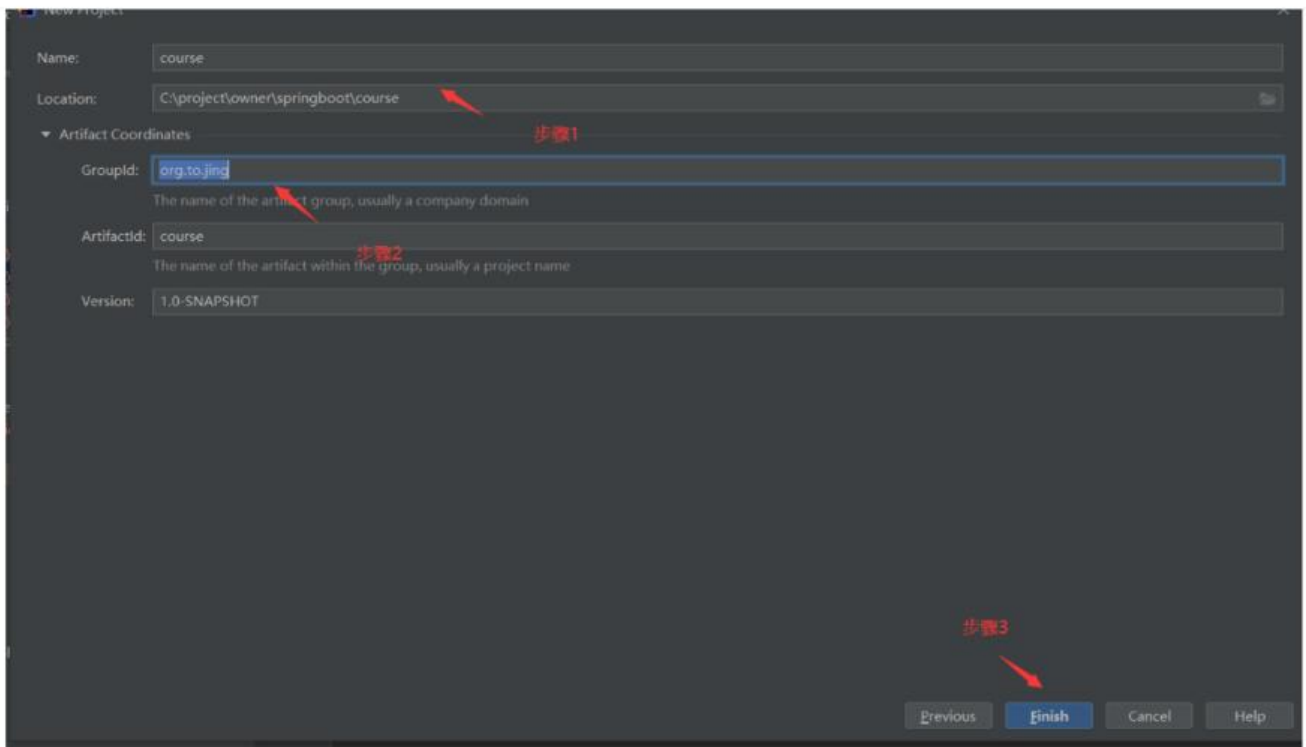 New Project
Name: course
Location: C:\project\owner\springboot\course
步骤1
Artifact Coordinates
GroupId: org.to.jing
The name of the artifact group, usually a company domain
步骤2
ArtifactId: course
The name of the artifact within the group, usually a project name
Version: 1.0-SNAPSHOT
步骤3
Previous Finish Cancel Help